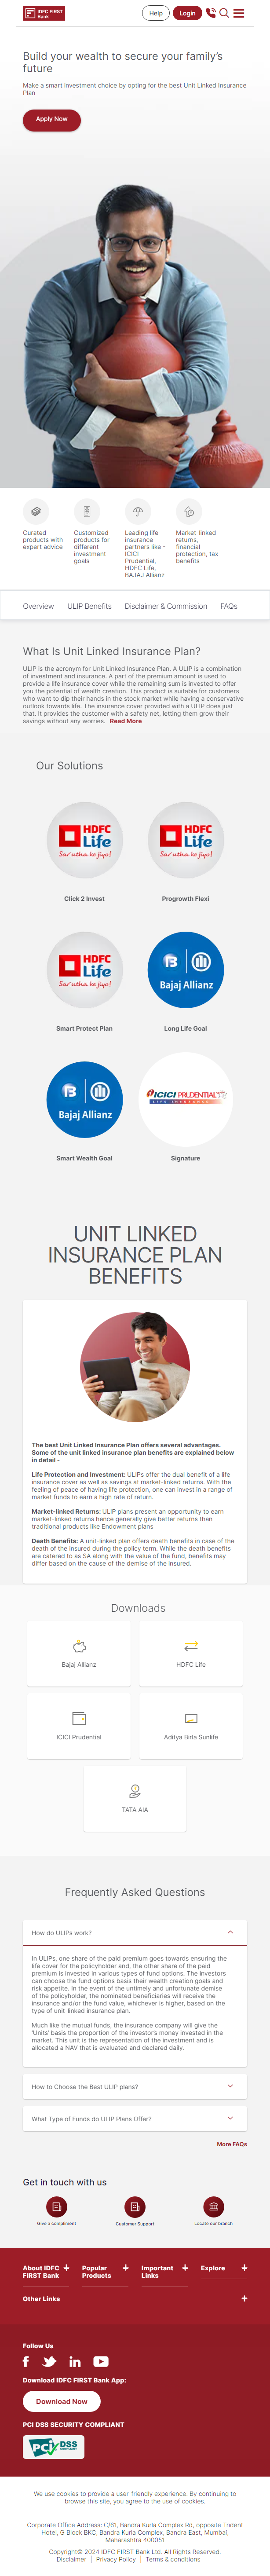 IDFC FIRST
Bank
Help
Login
Build your wealth to secure your family's
future
Make a smart investment choice by opting for the best Unit Linked Insurance
Plan
Apply Now
Curated
products with
expert advice
Customized
products for
different
investment
goals
Leading life
insurance
partners like -
ICICI
Prudential,
HDFC Life,
BAJAJ Allianz
Market-linked
returns,
financial
protection, tax
benefits
Overview
ULIP Benefits
Disclaimer & Commission
FAQs
What Is Unit Linked Insurance Plan?
ULIP is the acronym for Unit Linked Insurance Plan. A ULIP is a combination
of investment and insurance. A part of the premium amount is used to
provide a life insurance cover while the remaining sum is invested to offer
you the benefit of wealth creation. This product is suitable for customers
who want to dip their hands in the stock market while having a conservative
outlook towards life. The insurance cover provided with a ULIP does just
that. It provides the customer with a safety net, letting them grow their
savings without any worries. Read More
Our Solutions
HDFC
Life
Sar utha ke jiyo!
Click 2 Invest
HDFC
Life
Sar utha ke jiyo!
Progrowth Flexi
HDFC
Life
Sar utha ke jiyo!
Smart Protect Plan
Bajaj Allianz
Long Life Goal
Bajaj Allianz
Smart Wealth Goal
ICICI PRUDENTIAL
LIFE INSURANCE
Signature
UNIT LINKED
INSURANCE PLAN
BENEFITS
The best Unit Linked Insurance Plan offers several advantages.
Some of the unit linked insurance plan benefits are explained below
in detail -
Life Protection and Investment: ULIPs offer the dual benefit of a life
insurance cover as well as savings at market-linked returns. With the
feeling of peace of having life protection, one can invest in a range of
market funds to earn a high rate of return.
Market-linked Returns: ULIP plans present an opportunity to earn
market-linked returns hence generally give better returns than
traditional products like Endowment plans
Death Benefits: A unit-linked plan offers death benefits in case of the
death of the insured during the policy term. While the death benefits
are catered to as SA along with the value of the fund, benefits may
differ based on the cause of the demise of the insured.
Downloads
Bajaj Allianz
HDFC Life
ICICI Prudential
Aditya Birla Sunlife
TATA AIA
Frequently Asked Questions
How do ULIPs work?
In ULIPs, one share of the paid premium goes towards ensuring the
life cover for the policyholder and, the other share of the paid
premium is invested in various types of fund options. The investors
can choose the fund options basis their wealth creation goals and
risk appetite. In the event of the untimely and unfortunate demise
of the policyholder, the nominated beneficiaries will receive the
insurance and/or the fund value, whichever is higher, based on the
type of unit-linked insurance.
Much like the mutual funds, the insurance company will give the
'Units' basis the proportion of the investor's money invested in the
market. This unit is the representation of the investment and is
allocated a NAV that is evaluated and declared daily.
How to Choose the Best ULIP plans?
What Type of Funds do ULIP Plans Offer?
More FAQs
Get in touch with us
Give a compliment
Customer Support
Locate our branch
About IDFC
FIRST Bank
Popular
Products
Important
Links
Explore
Other Links
Follow Us
Download IDFC FIRST Bank App:
Download Now
PCI DSS SECURITY COMPLIANT
PCI DSS
COMPLIANT
We use cookies to provide a user-friendly experience. By continuing to
browse this site, you agree to the use of cookies.
Corporate Office Address: C/61, Bandra Kurla Complex Rd, opposite Trident
Hotel, G Block BKC, Bandra Kurla Complex, Bandra East, Mumbai,
Maharashtra 400051
Copyright© 2024 IDFC FIRST Bank Ltd. All Rights Reserved.
Disclaimer | Privacy Policy | Terms & conditions